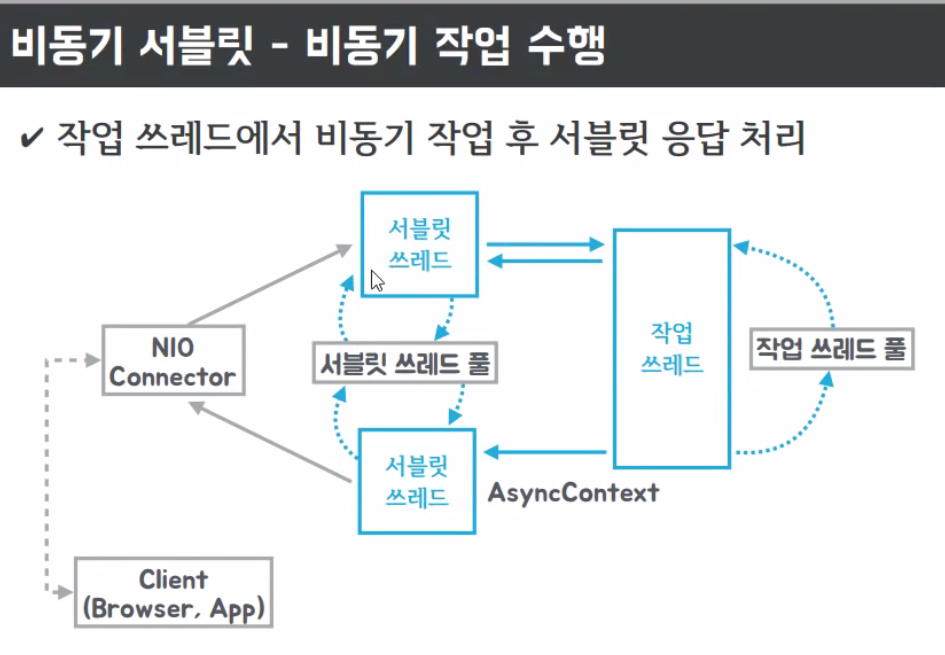 비동기 서블릿 - 비동기 작업 수행
✔ 작업 쓰레드에서 비동기 작업 후 서블릿 응답 처리
서블릿
쓰레드
NIO
Connector
서블릿 쓰레드 풀
작업
쓰레드
작업 쓰레드 풀
서블릿
쓰레드
AsyncContext
Client
(Browser, App)